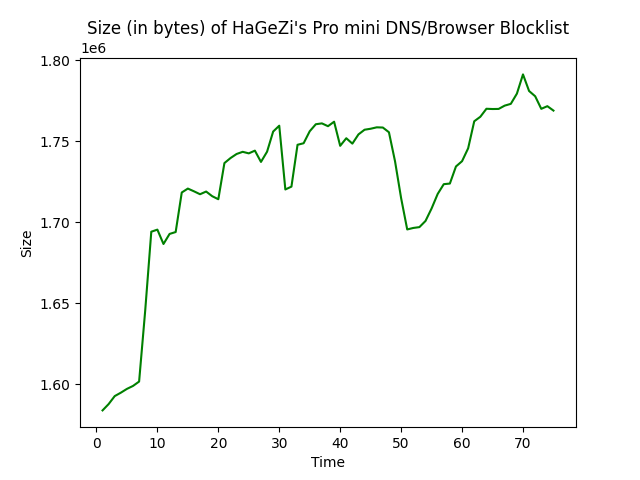 Size (in bytes) of HaGeZi's Pro mini DNS/Browser Blocklist
1e6
1.80
1.75
1.70
1.65
1.60
Size
0 10 20 30 40 50 60 70
Time